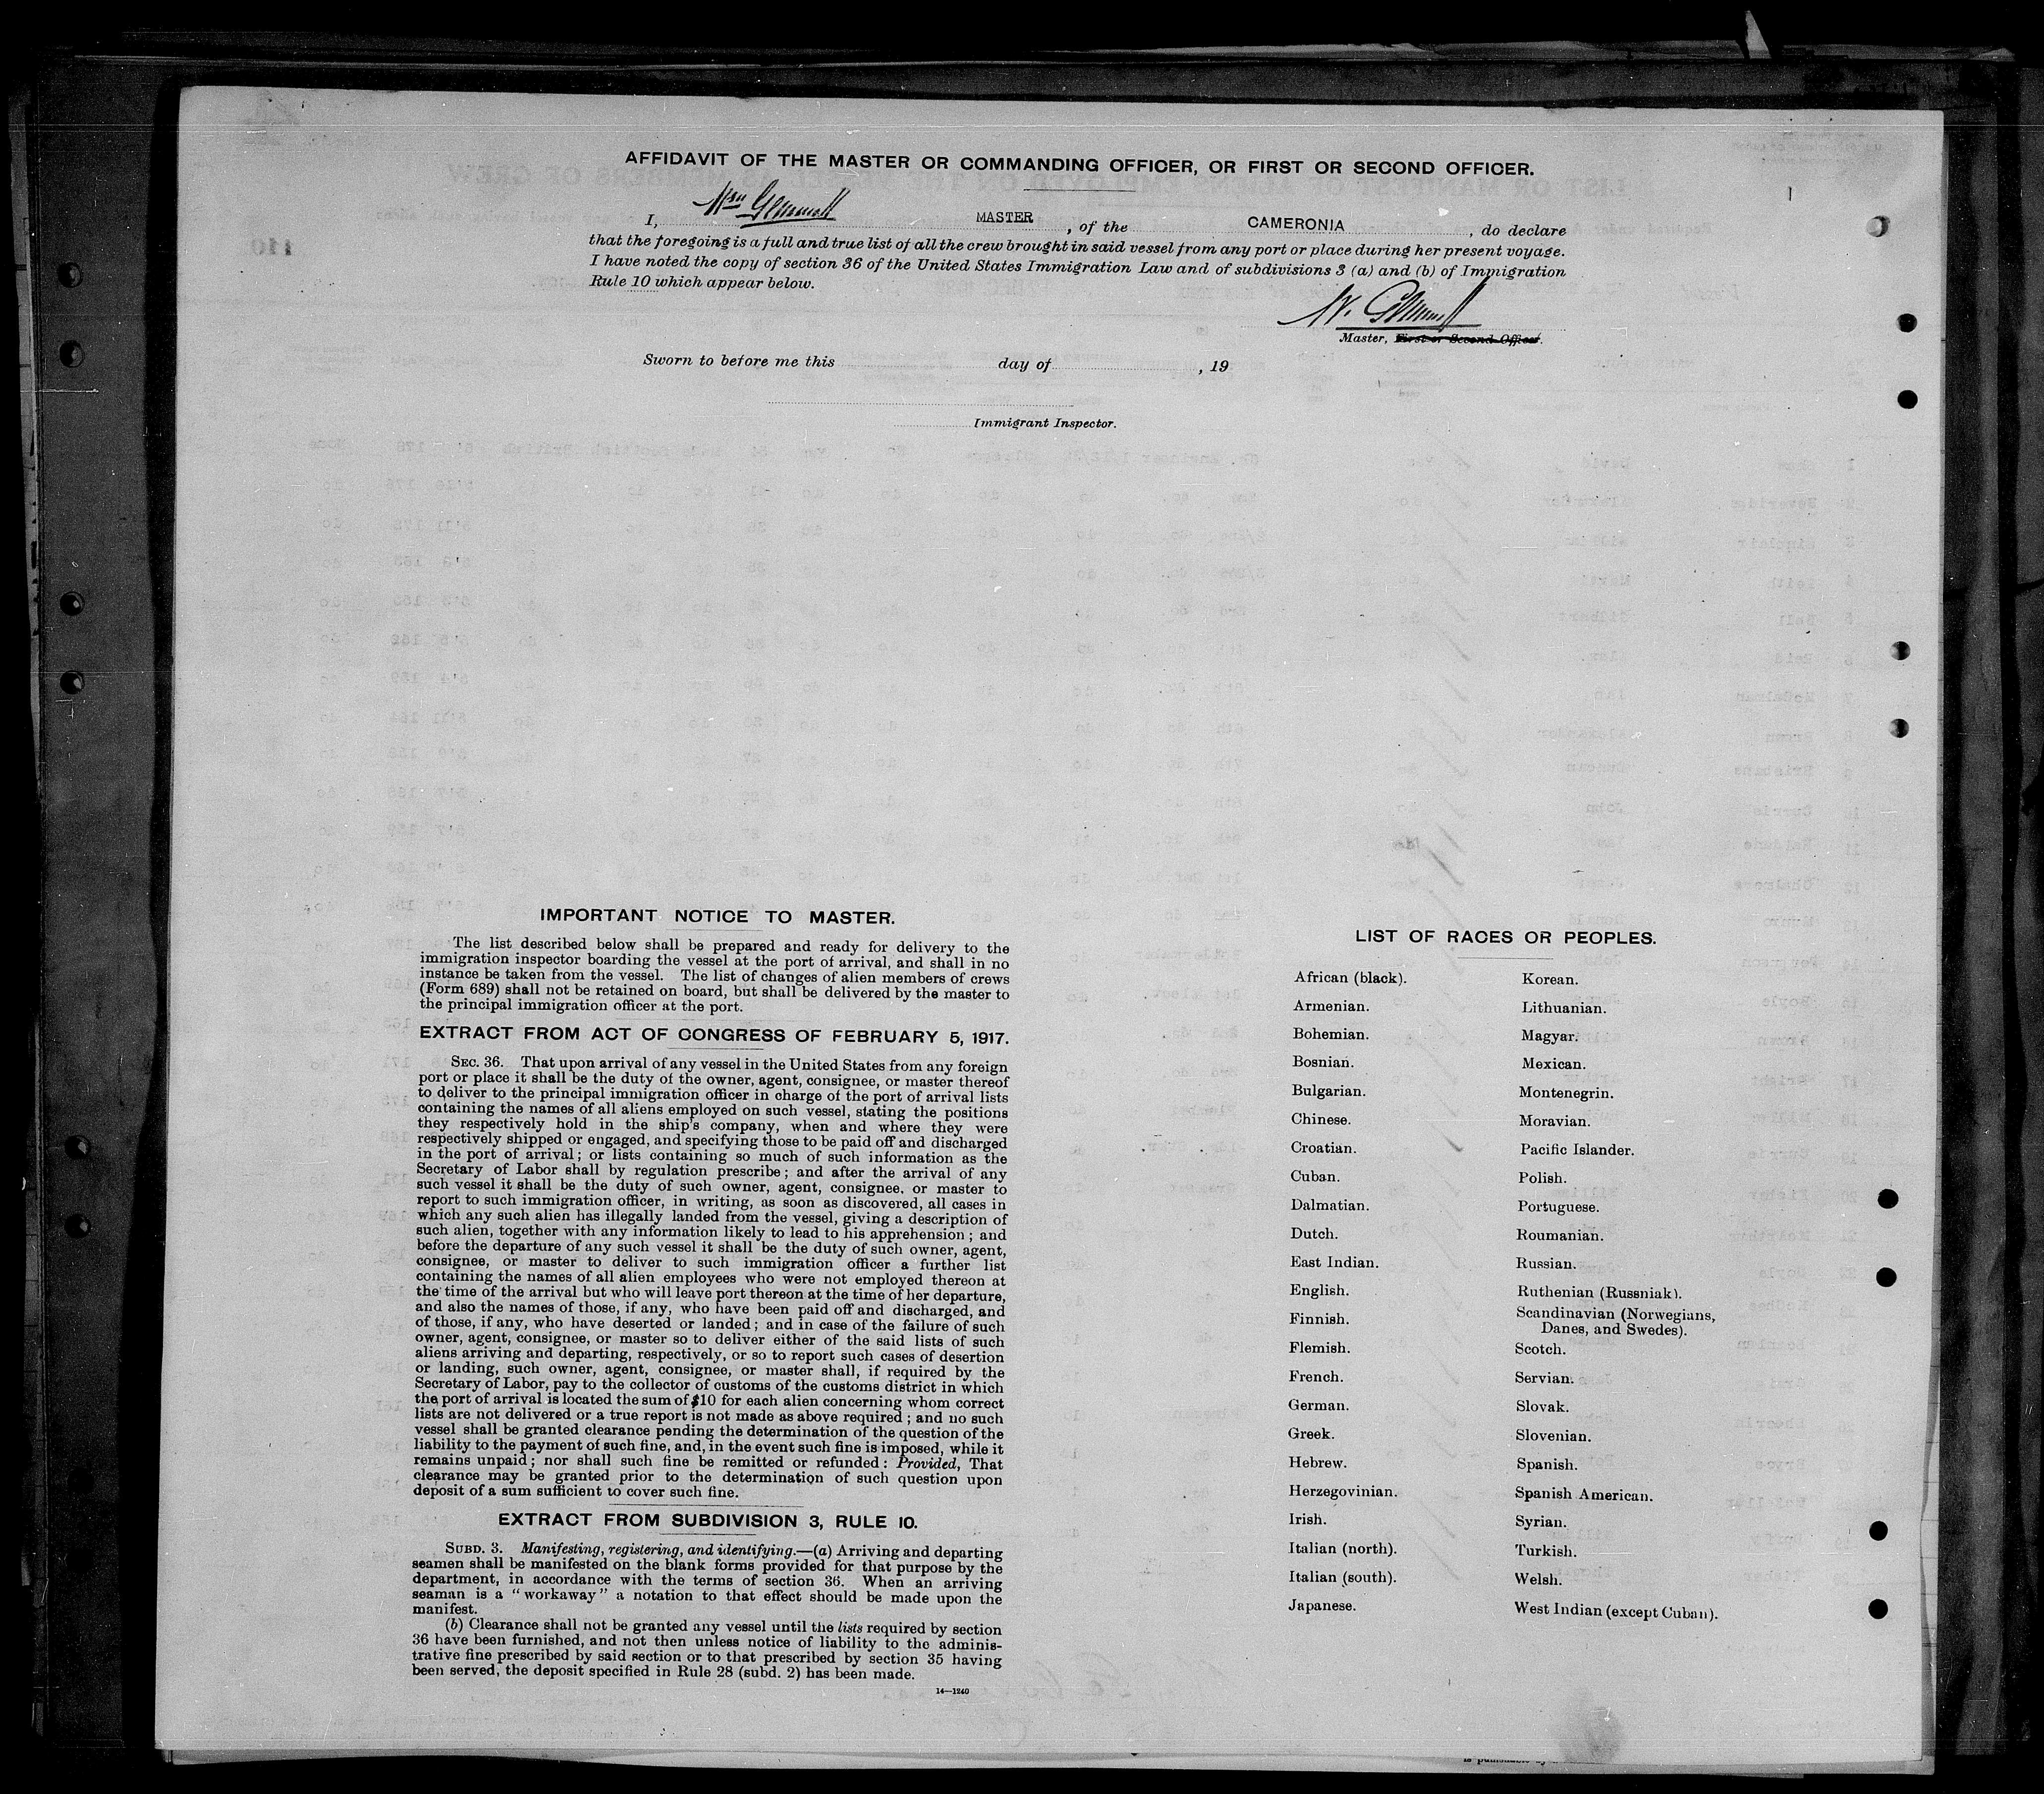 AFFIDAVIT OF THE MASTER OR COMMANDING OFFICER, OR FIRST OR SECOND OFFICER.
I, Wm Gemmell MASTER, of the CAMERONIA, do declare
that the foregoing is a full and true list of all the crew brought in said vessel from any port or place during her present voyage.
I have noted the copy of section 36 of the United States Immigration Law and of subdivisions 3 (a) and (b) of Immigration
Rule 10 which appear below.
W. Gemmell
Master, First or Second Officer.
Sworn to before me this day of , 19
Immigrant Inspector.
IMPORTANT NOTICE TO MASTER.
The list described below shall be prepared and ready for delivery to the
immigration inspector boarding the vessel at the port of arrival, and shall in no
instance be taken from the vessel. The list of changes of alien members of crews
(Form 689) shall not be retained on board, but shall be delivered by the master to
the principal immigration officer at the port.
EXTRACT FROM ACT OF CONGRESS OF FEBRUARY 5, 1917.
SEC. 36. That upon arrival of any vessel in the United States from any foreign
port or place it shall be the duty of the owner, agent, consignee, or master thereof
to deliver to the principal immigration officer in charge of the port of arrival lists
containing the names of all aliens employed on such vessel, stating the positions
they respectively hold in the ship's company, when and where they were
respectively shipped or engaged, and specifying those to be paid off and discharged
in the port of arrival; or lists containing so much of such information as the
Secretary of Labor shall by regulation prescribe; and after the arrival of any
such vessel it shall be the duty of such owner, agent, consignee, or master to
report to such immigration officer, in writing, as soon as discovered, all cases in
which any such alien has illegally landed from the vessel, giving a description of
such alien, together with any information likely to lead to his apprehension; and
before the departure of any such vessel it shall be the duty of such owner, agent,
consignee, or master to deliver to such immigration officer a further list
containing the names of all alien employees who were not employed thereon at
the time of the arrival but who will leave port thereon at the time of her departure,
and also the names of those, if any, who have been paid off and discharged, and
of those, if any, who have deserted or landed; and in case of the failure of such
owner, agent, consignee, or master so to deliver either of the said lists of such
aliens arriving and departing, respectively, or so to report such cases of desertion
or landing, such owner, agent, consignee, or master shall, if required by the
Secretary of Labor, pay to the collector of customs of the customs district in which
the port of arrival is located the sum of $10 for each alien concerning whom correct
lists are not delivered or a true report is not made as above required; and no such
vessel shall be granted clearance pending the determination of the question of the
liability to the payment of such fine, and, in the event such fine is imposed, while it
remains unpaid; nor shall such fine be remitted or refunded: Provided, That
clearance may be granted prior to the determination of such question upon
deposit of a sum sufficient to cover such fine.
EXTRACT FROM SUBDIVISION 3, RULE 10.
SUBD. 3. Manifesting, registering, and identifying.—(a) Arriving and departing
seamen shall be manifested on the blank forms provided for that purpose by the
department, in accordance with the terms of section 36. When an arriving
seaman is a "workaway" a notation to that effect should be made upon the
manifest.
(b) Clearance shall not be granted any vessel until the lists required by section
36 have been furnished, and not then unless notice of liability to the adminis-
trative fine prescribed by said section or to that prescribed by section 35 having
been served, the deposit specified in Rule 28 (subd. 2) has been made.
14—1240
LIST OF RACES OR PEOPLES.
African (black).
Armenian.
Bohemian.
Bosnian.
Bulgarian.
Chinese.
Croatian.
Cuban.
Dalmatian.
Dutch.
East Indian.
English.
Finnish.
Flemish.
French.
German.
Greek.
Hebrew.
Herzegovinian.
Irish.
Italian (north).
Italian (south).
Japanese.
Korean.
Lithuanian.
Magyar.
Mexican.
Montenegrin.
Moravian.
Pacific Islander.
Polish.
Portuguese.
Roumanian.
Russian.
Ruthenian (Russniak).
Scandinavian (Norwegians,
Danes, and Swedes).
Scotch.
Servian.
Slovak.
Slovenian.
Spanish.
Spanish American.
Syrian.
Turkish.
Welsh.
West Indian (except Cuban).